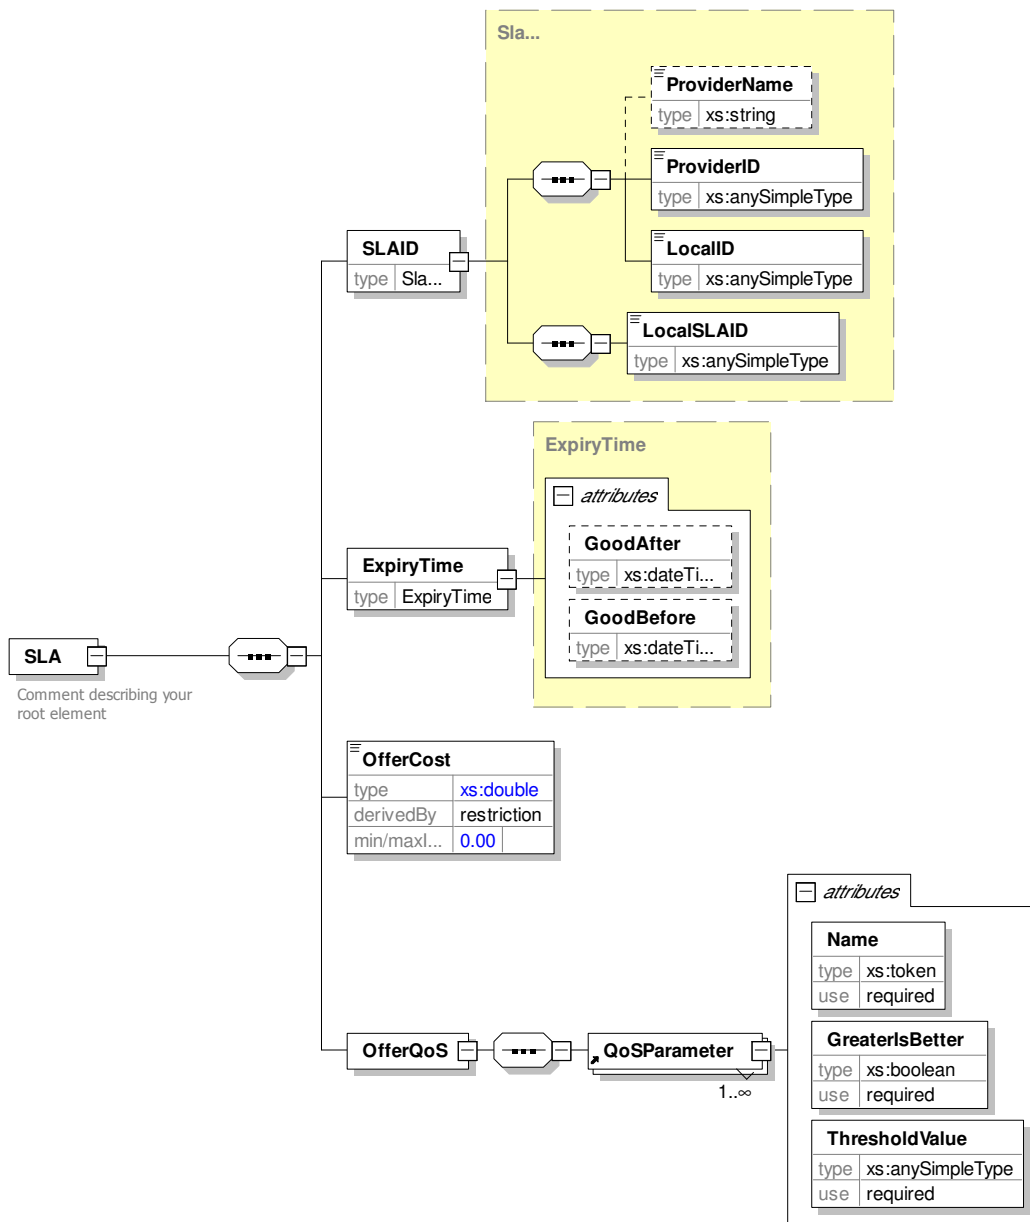 Sla...
ProviderName
type xs:string
ProviderID
type xs:anySimpleType
SLAID
type Sla...
LocalID
type xs:anySimpleType
LocalSLAID
type xs:anySimpleType
ExpiryTime
attributes
GoodAfter
type xs:dateTi...
ExpiryTime
type ExpiryTime
GoodBefore
type xs:dateTi...
SLA
Comment describing your
root element
OfferCost
type xs:double
derivedBy restriction
min/maxI... 0.00
attributes
Name
type xs:token
use required
OfferQoS
QoSParameter
1..∞
GreaterIsBetter
type xs:boolean
use required
ThresholdValue
type xs:anySimpleType
use required